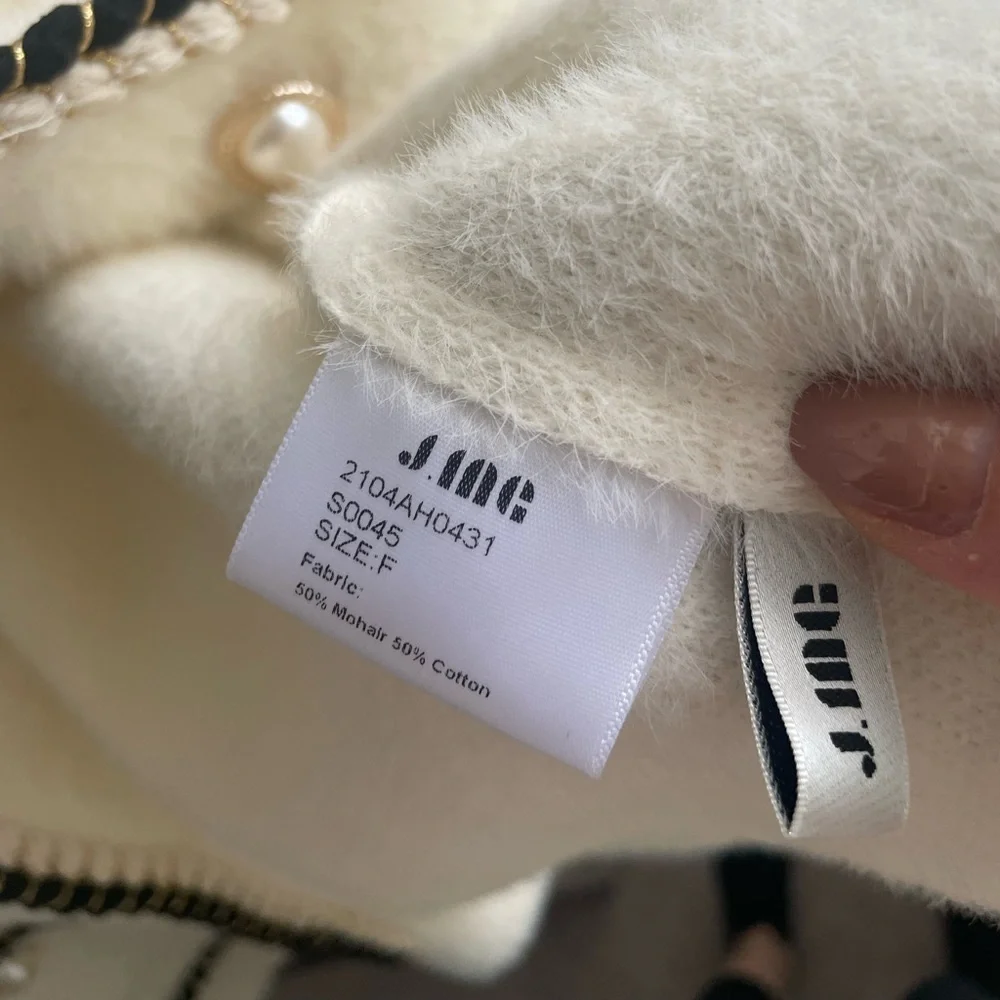 J.ING
2104AH0431
S0045
SIZE:F
Fabric:
50% Mohair 50% Cotton
J.ING